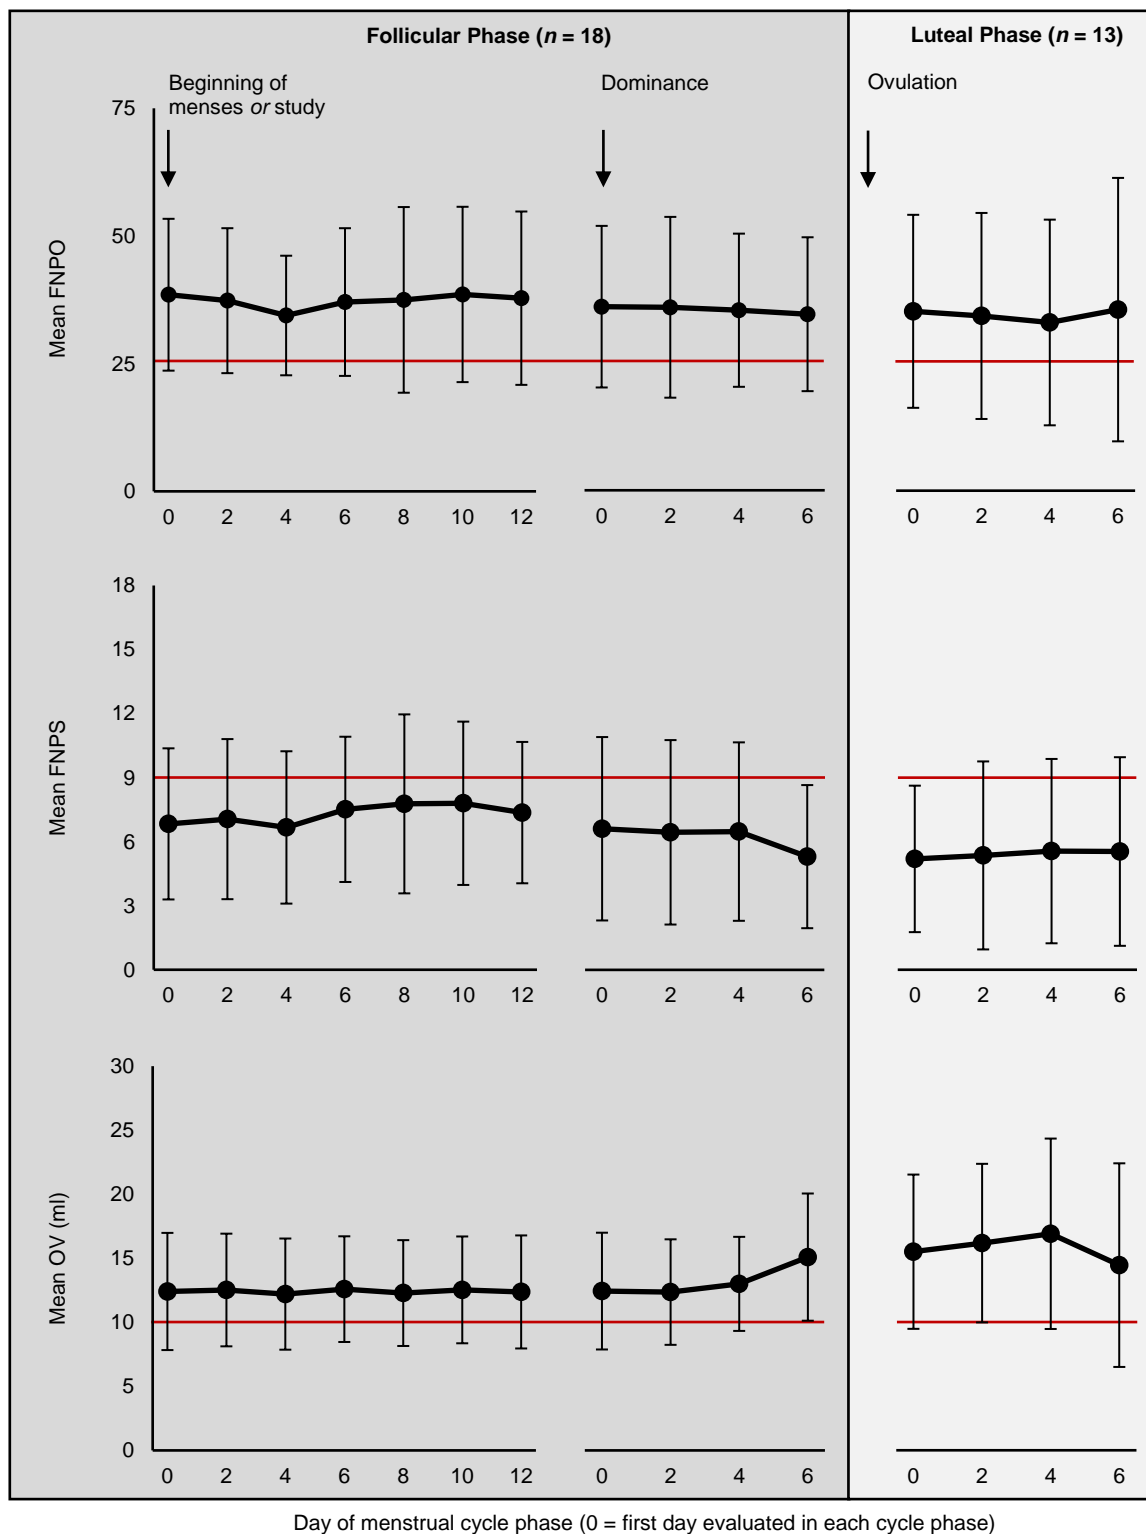 Follicular Phase (n = 18)
Luteal Phase (n = 13)
Beginning of
menses or study
Dominance
Ovulation
Mean FNPO
75
50
25
0
0 2 4 6 8 10 12
0 2 4 6
0 2 4 6
Mean FNPS
18
15
12
9
6
3
0
0 2 4 6 8 10 12
0 2 4 6
0 2 4 6
Mean OV (ml)
30
25
20
15
10
5
0
0 2 4 6 8 10 12
0 2 4 6
0 2 4 6
Day of menstrual cycle phase (0 = first day evaluated in each cycle phase)